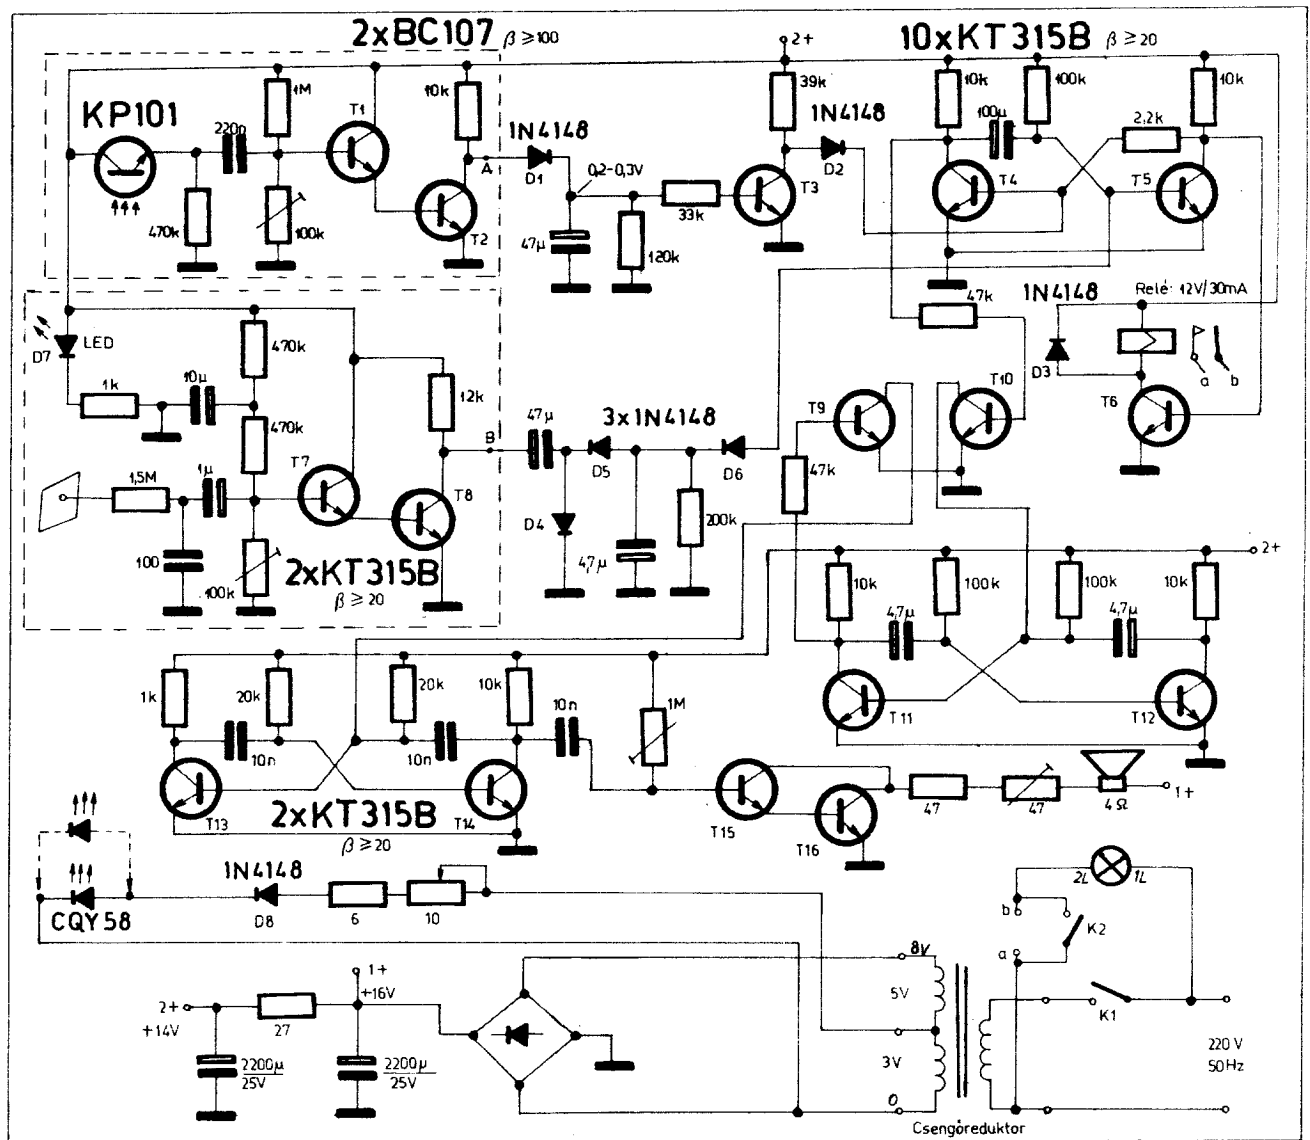 2xBC107 β ≥ 100
2+
10xKT315B β ≥ 20
KP101
220n
1M
T1
10k
1N4148
39k
1N4148
10k
100µ
100k
2,2k
10k
470k
100k
T2
A
D1
0,2-0,3V
47µ
120k
33k
T3
D2
T4
T5
47k
1N4148
Relé: 12V/30mA
D7
LED
1k
10µ
470k
470k
12k
T9
T10
D3
a
b
T6
1,5M
1µ
T7
T8
B
47µ
3x1N4148
D5
D6
47k
100
100k
2xKT315B
β ≥ 20
D4
4,7µ
200k
2+
10k
4,7µ
100k
100k
4,7µ
10k
T11
T12
1k
20k
10n
20k
10n
10k
10n
1M
T13
2xKT315B
β ≥ 20
T14
T15
T16
47
47
4Ω
1+
CQY58
1N4148
D8
6
10
2L
1L
b
K2
a
K1
8V
5V
3V
0
220 V
50Hz
2+
+14V
27
1+
+16V
2200µ
25V
2200µ
25V
Csengőreduktor